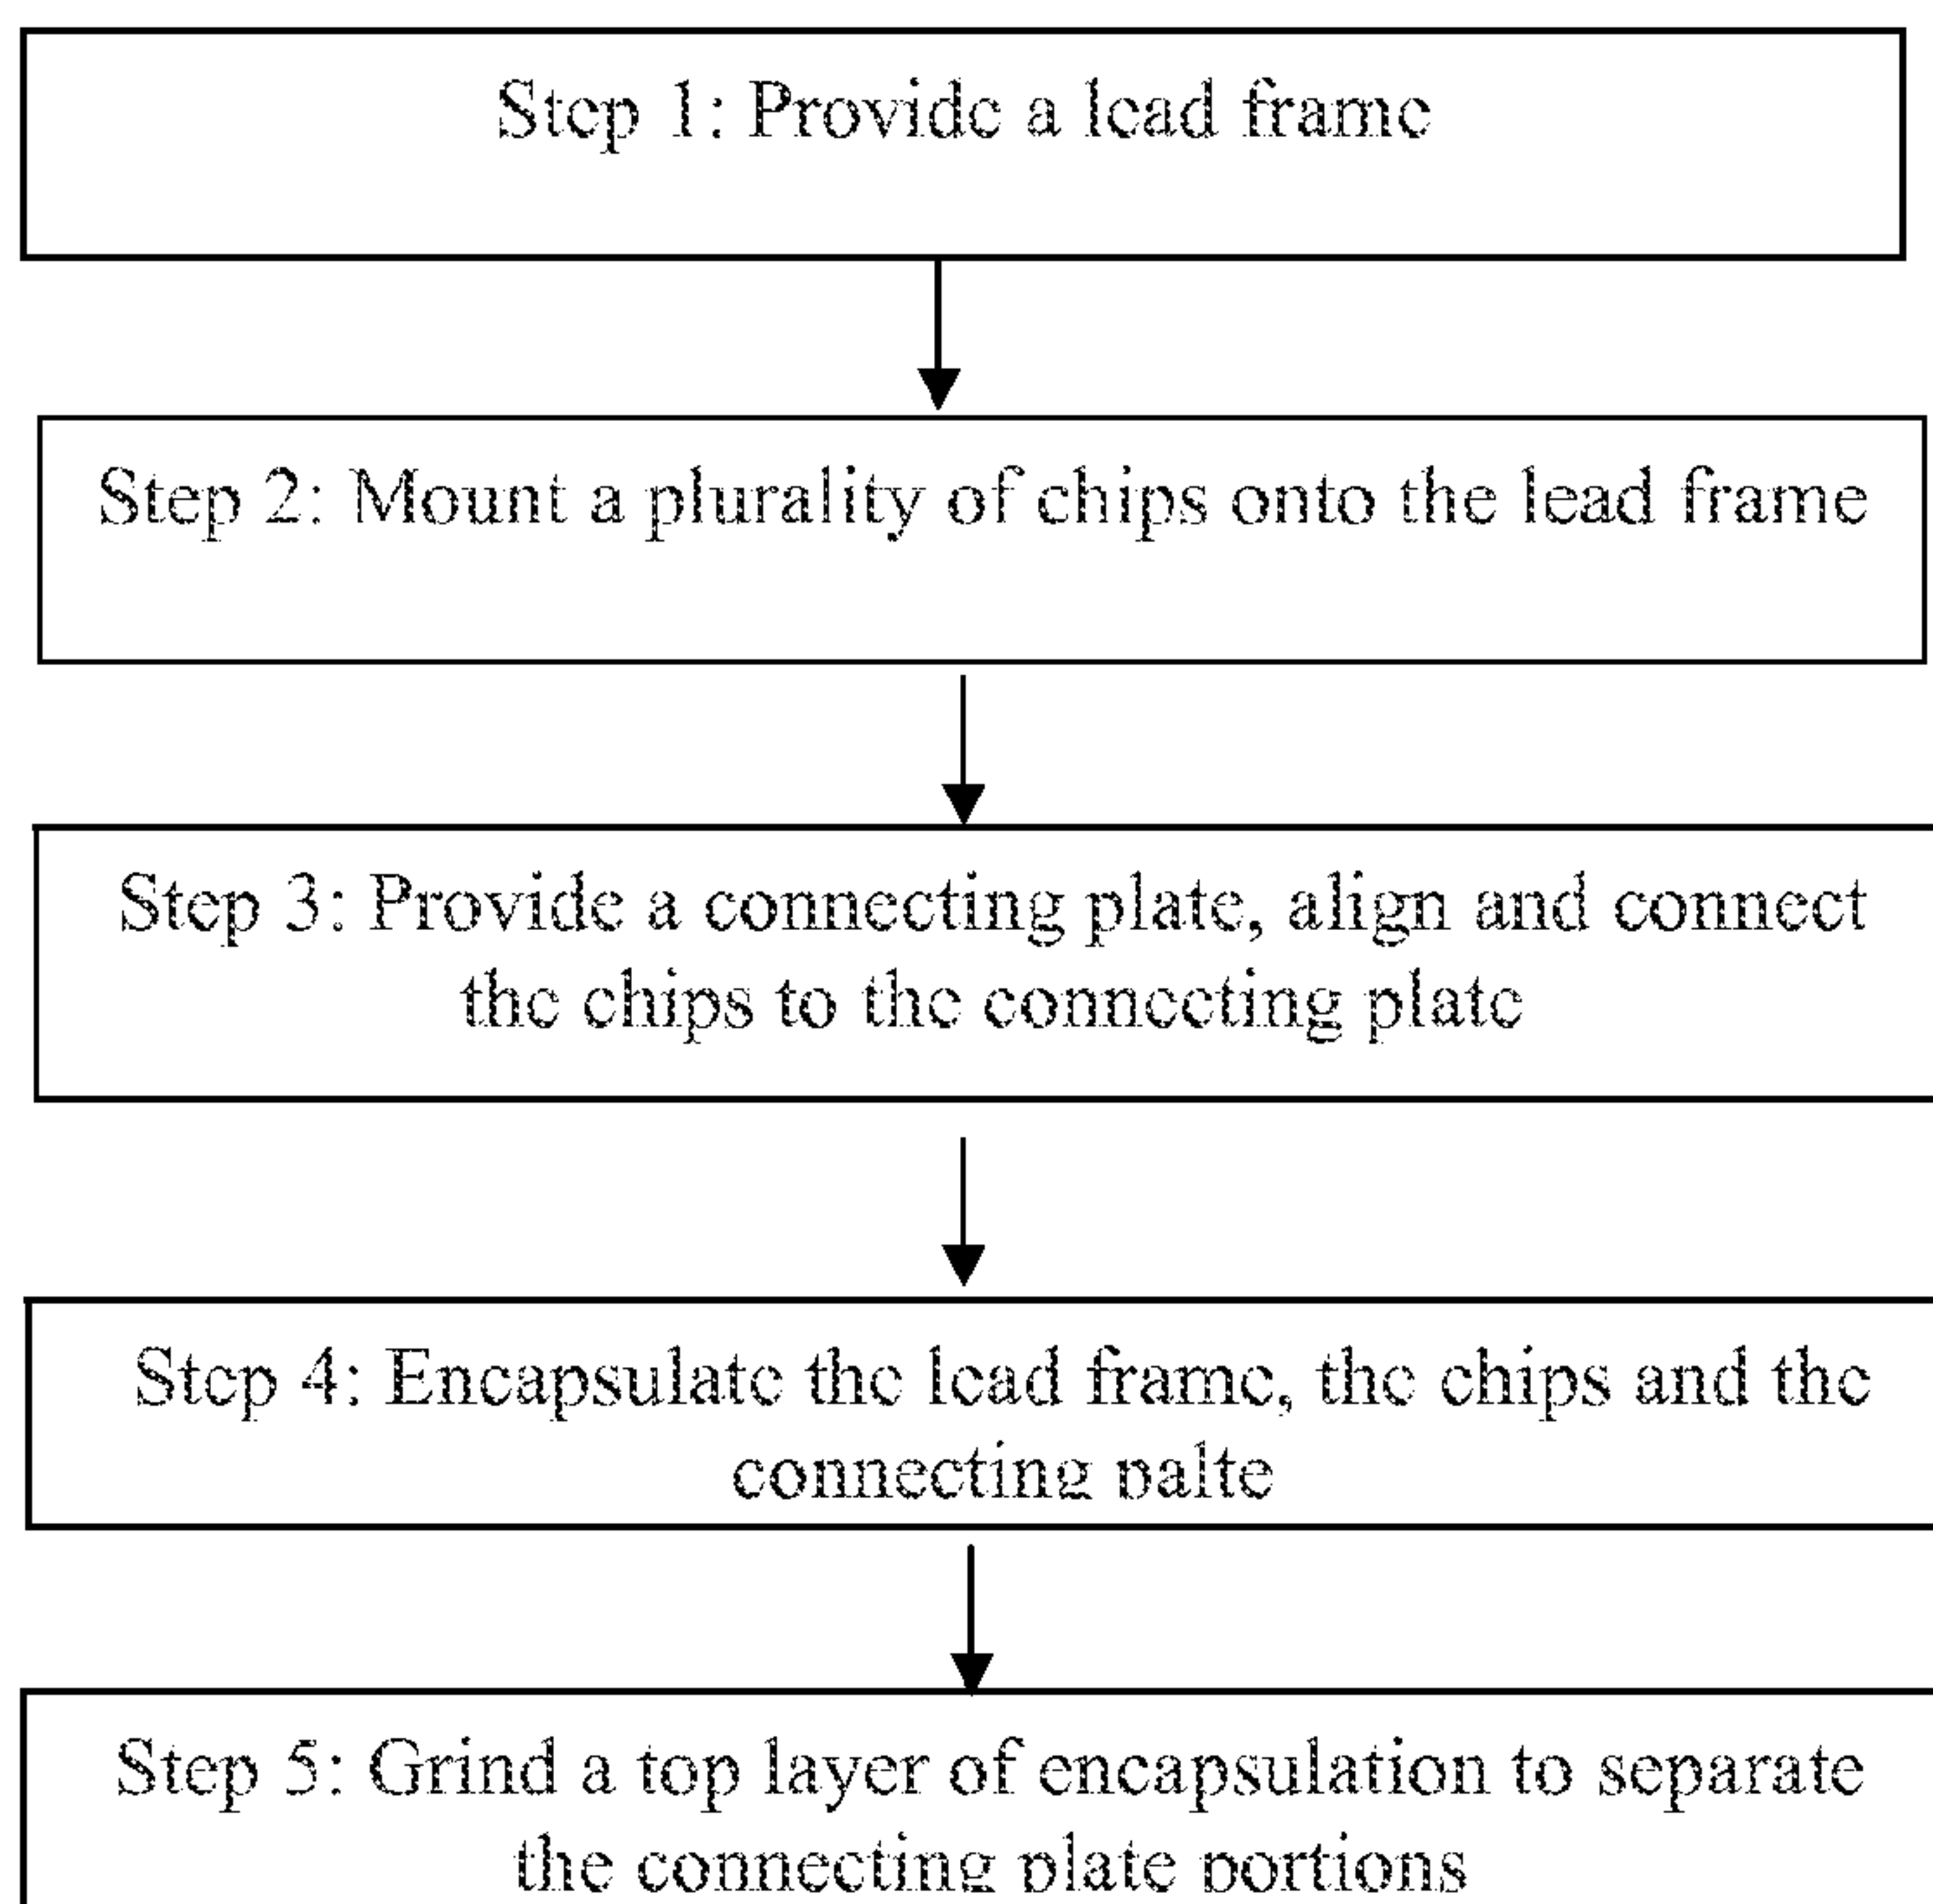 Step 1: Provide a lead frame
Step 2: Mount a plurality of chips onto the lead frame
Step 3: Provide a connecting plate, align and connect
the chips to the connecting plate
Step 4: Encapsulate the lead frame, the chips and the
connecting palte
Step 5: Grind a top layer of encapsulation to separate
the connecting plate portions